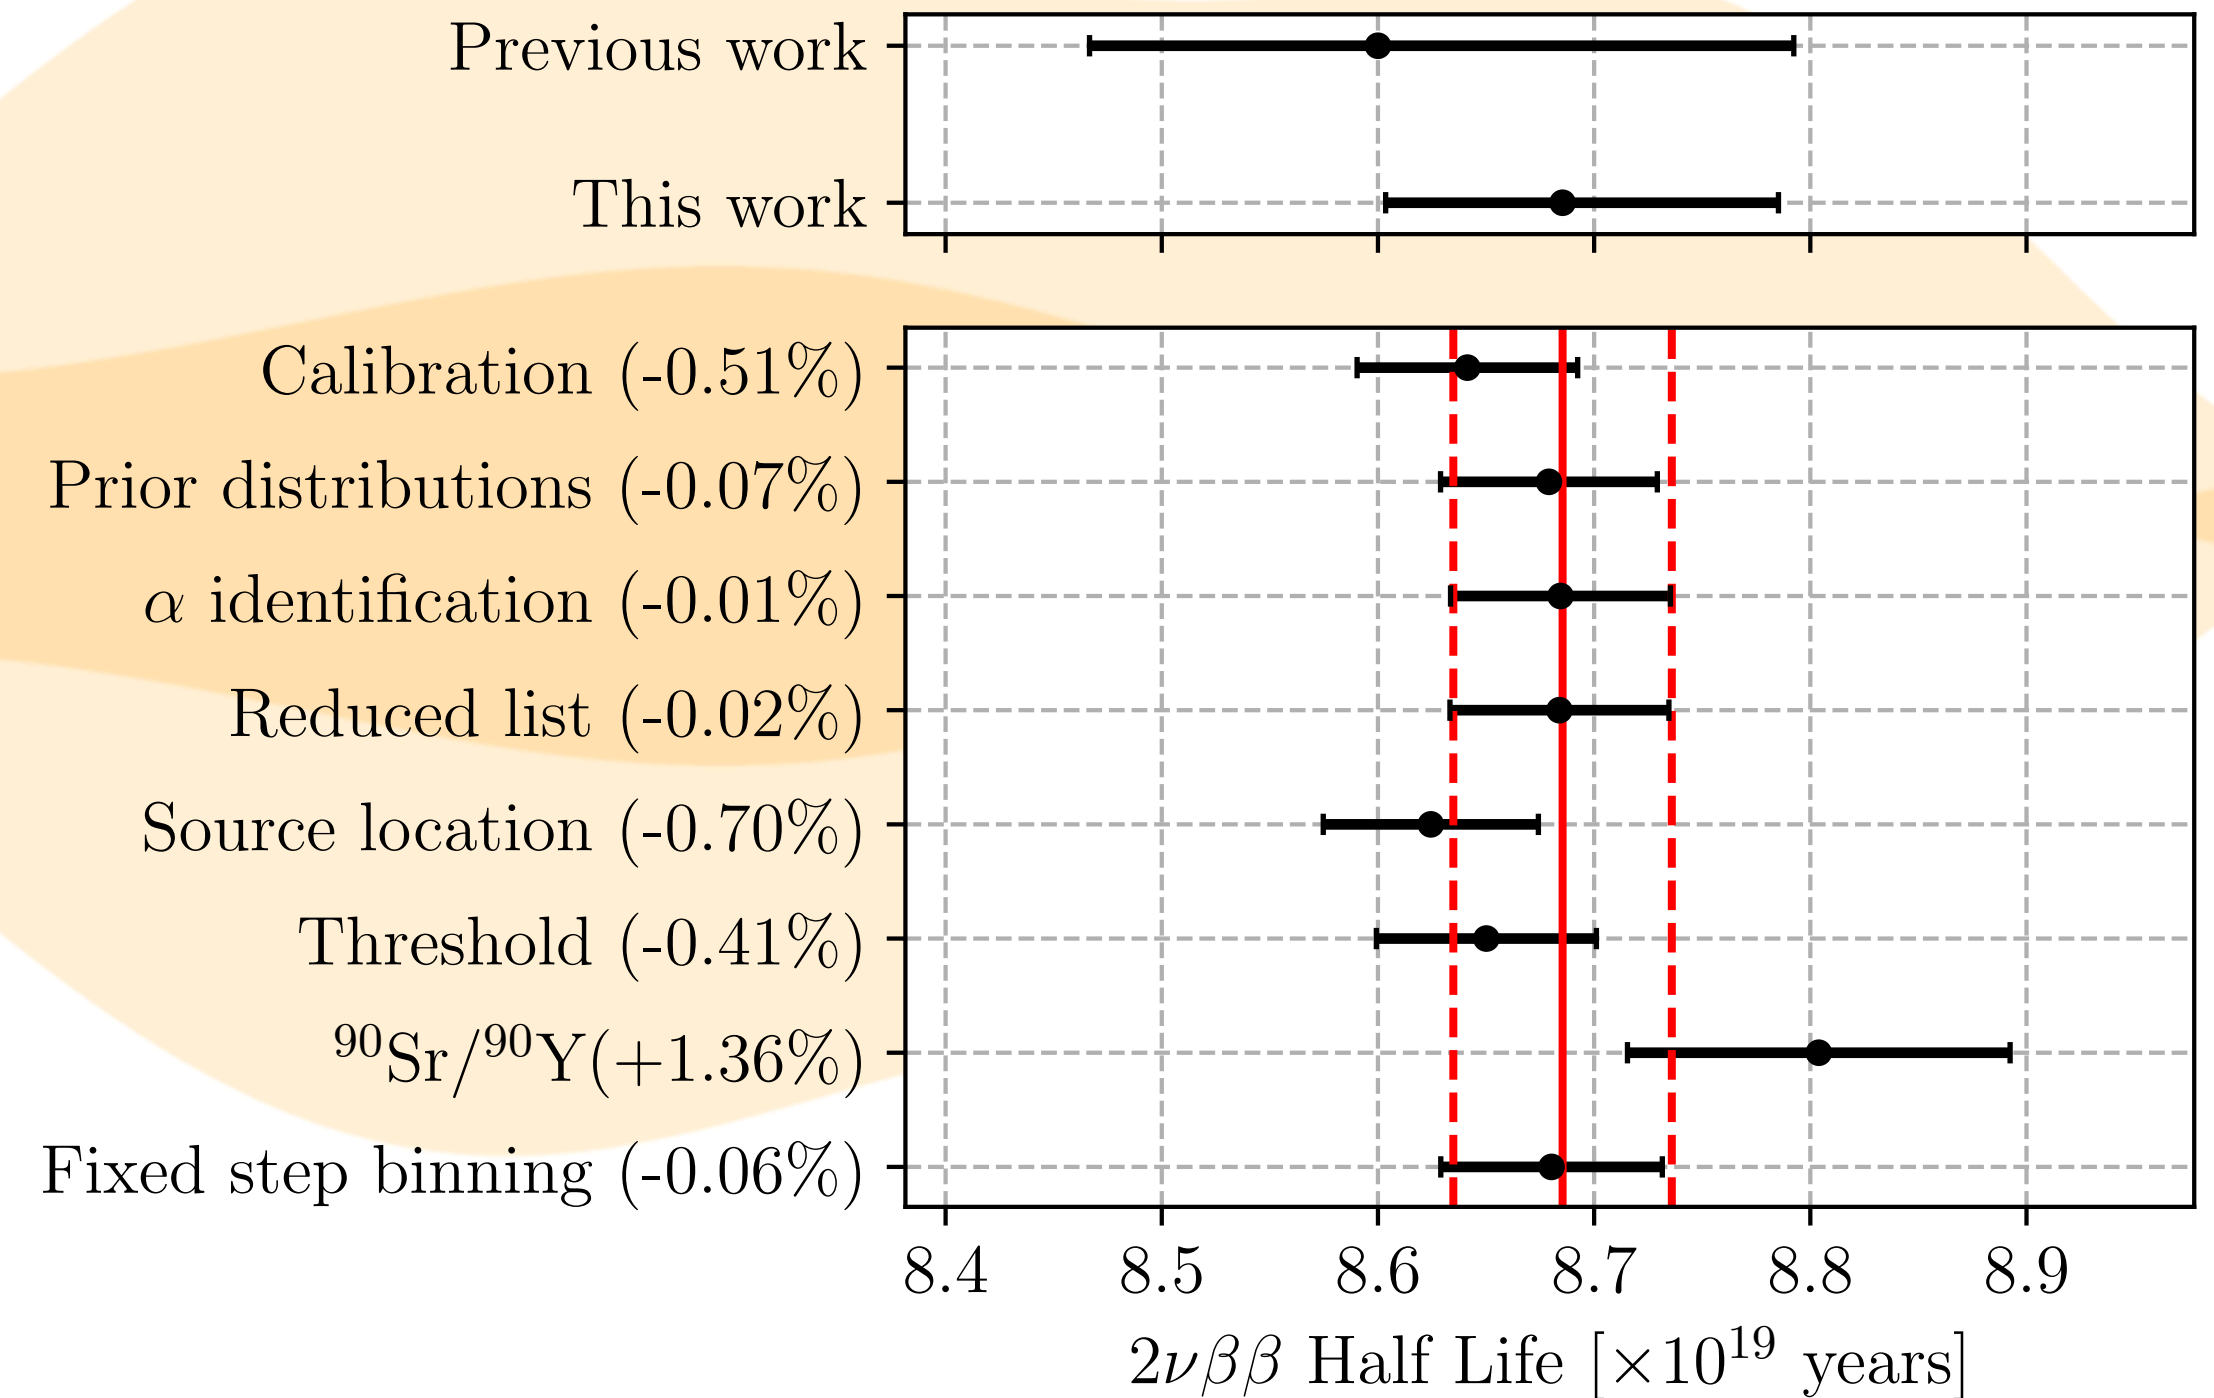 Previous work
This work
Calibration (-0.51%)
Prior distributions (-0.07%)
α identification (-0.01%)
Reduced list (-0.02%)
Source location (-0.70%)
Threshold (-0.41%)
⁹⁰Sr/⁹⁰Y(+1.36%)
Fixed step binning (-0.06%)
8.4 8.5 8.6 8.7 8.8 8.9
2νββ Half Life [×10¹⁹ years]